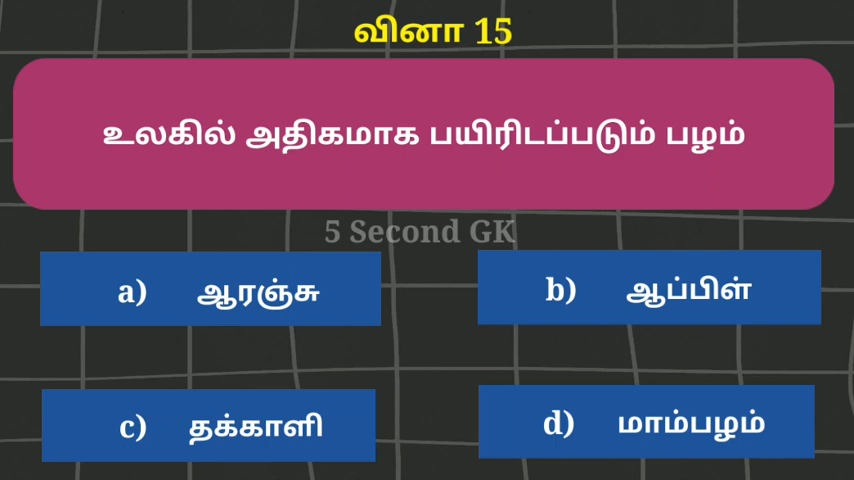 வினா 15
உலகில் அதிகமாக பயிரிடப்படும் பழம்
5 Second GK
a) ஆரஞ்சு
b) ஆப்பிள்
c) தக்காளி
d) மாம்பழம்